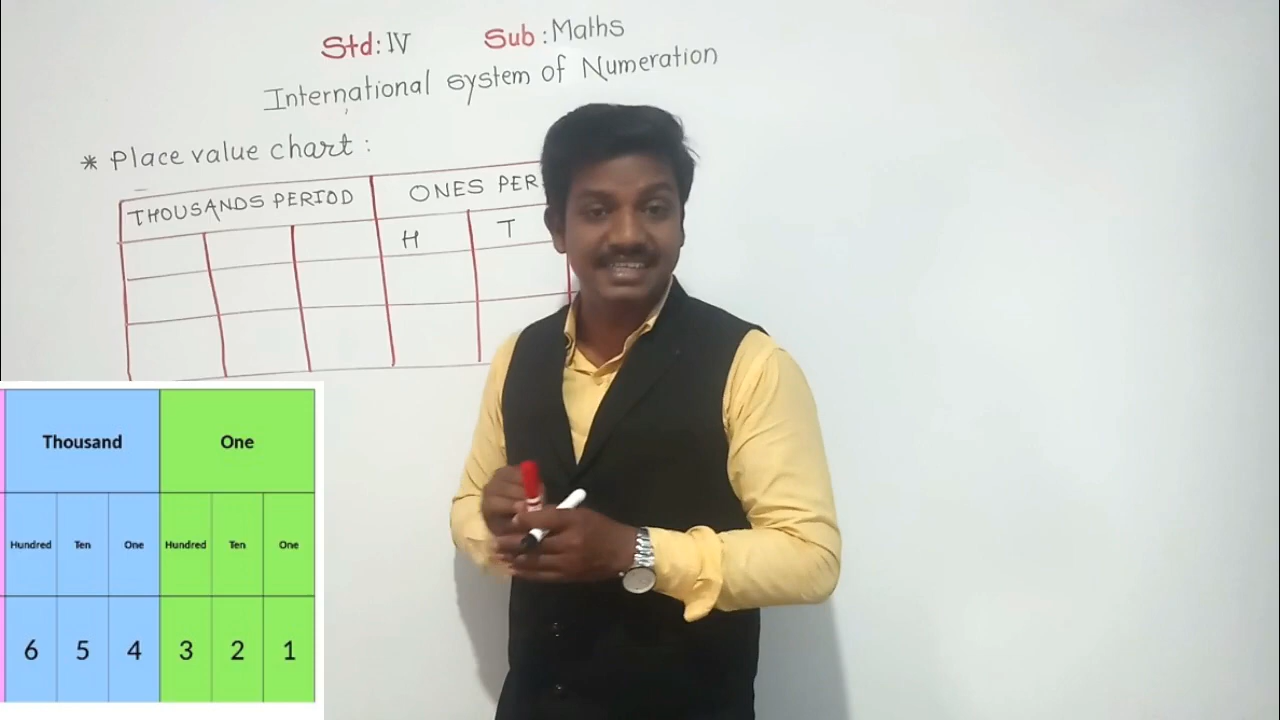 Std: IV Sub: Maths
International system of Numeration
* Place value chart:
THOUSANDS PERIOD ONES PER
H T
Thousand One
Hundred Ten One Hundred Ten One
6 5 4 3 2 1